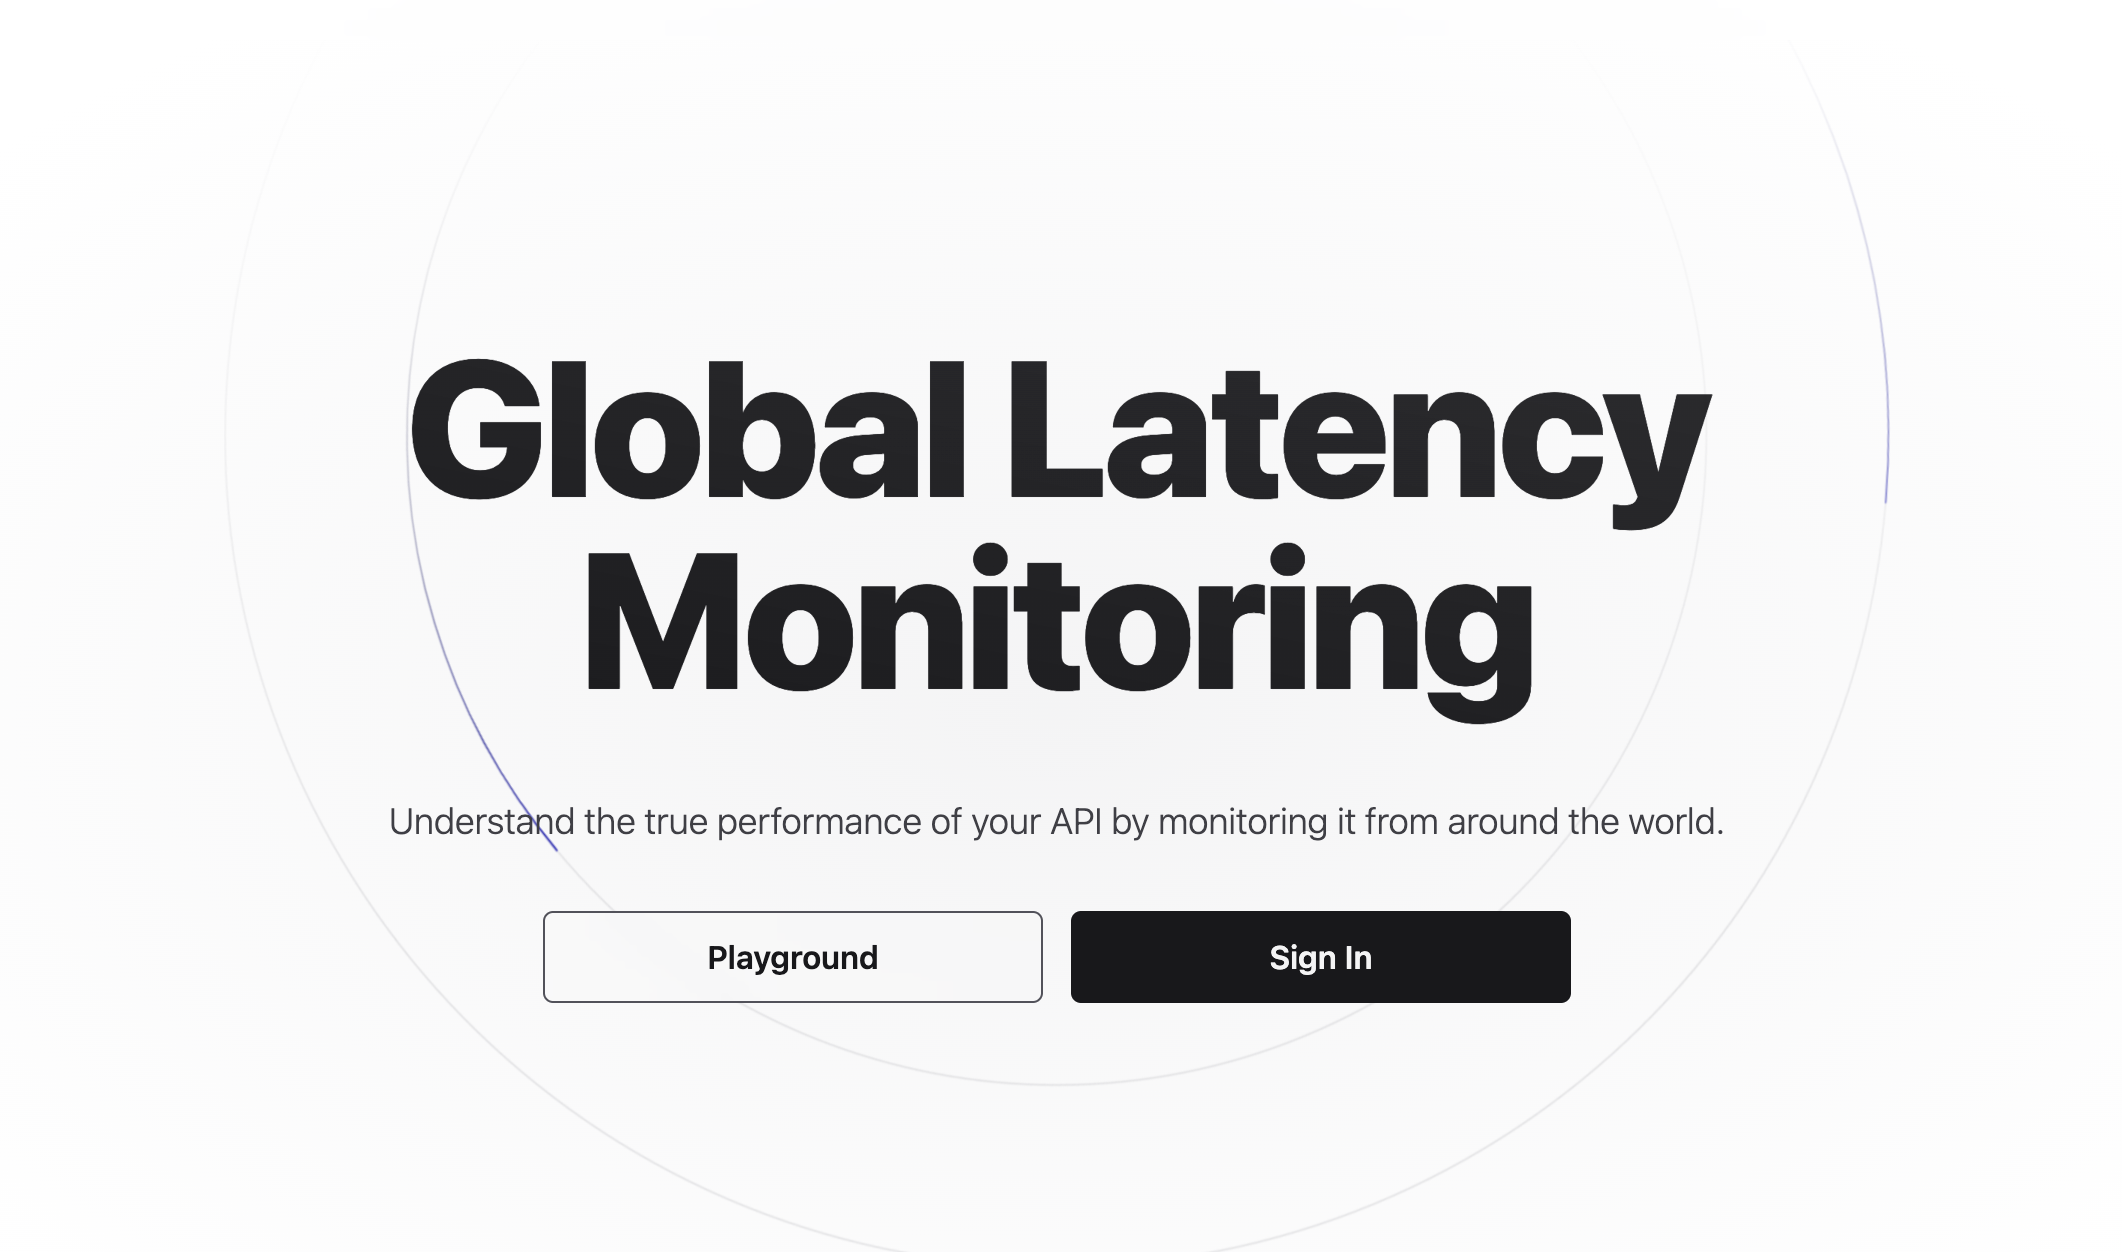 Global Latency
Monitoring
Understand the true performance of your API by monitoring it from around the world.
Playground
Sign In